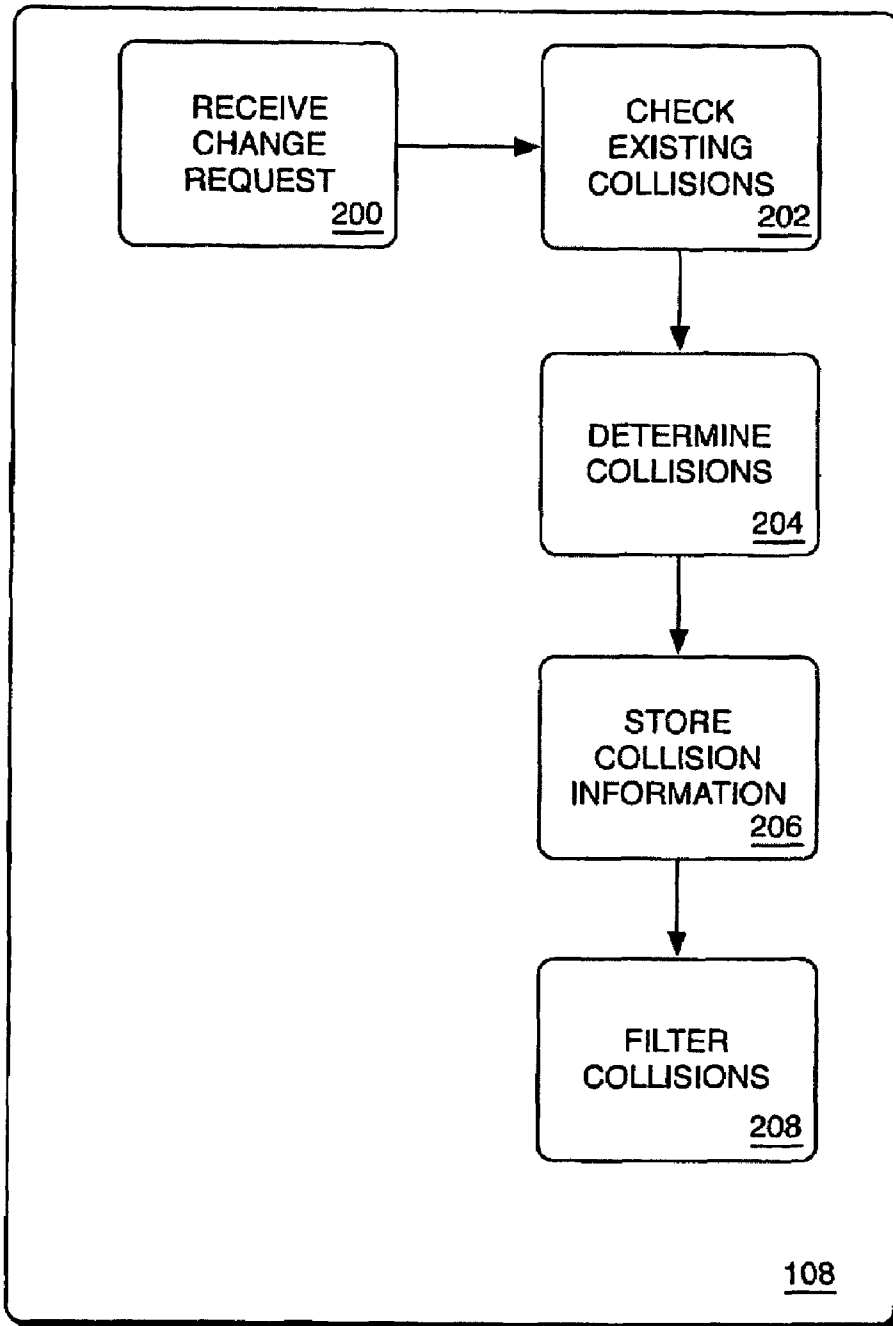 RECEIVE
CHANGE
REQUEST
200
CHECK
EXISTING
COLLISIONS
202
DETERMINE
COLLISIONS
204
STORE
COLLISION
INFORMATION
206
FILTER
COLLISIONS
208
108